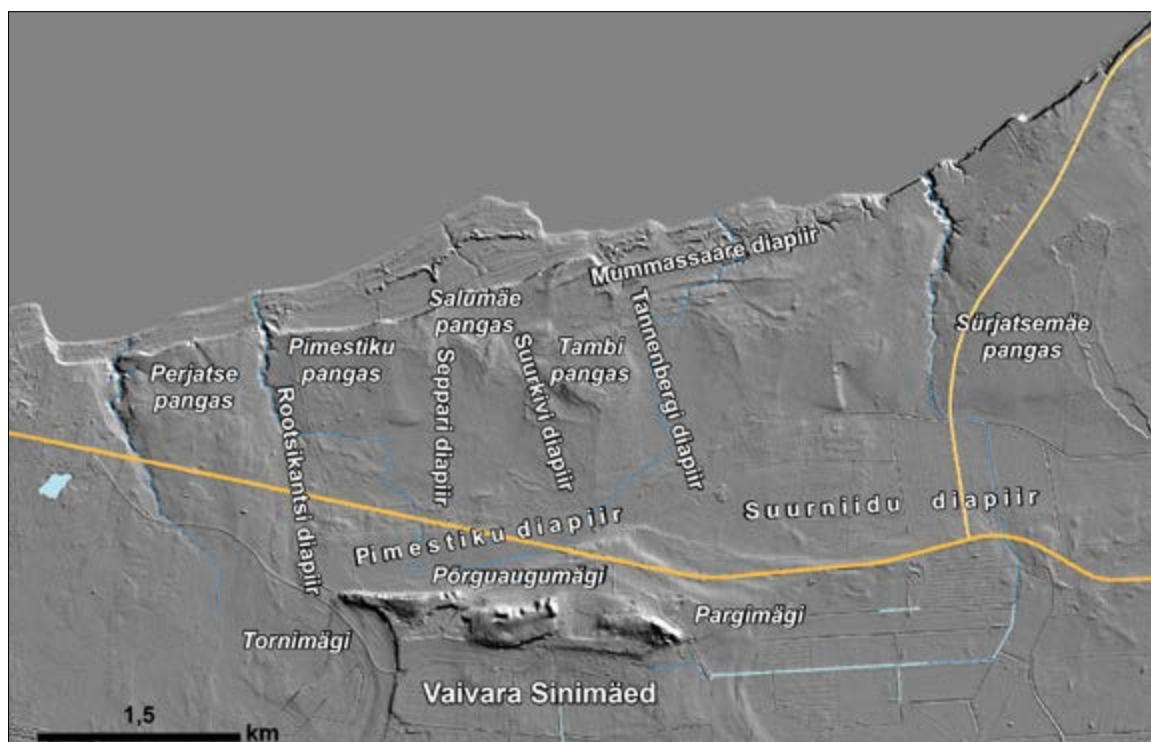 Mummassaare diapiir
Salumäe
pangas
Sürjatsemäe
pangas
Pimestiku
pangas
Tambi
pangas
Perjatse
pangas
Rootsikantsi diapiir
Seppari diapiir
Suurkivi diapiir
Tannenbergi diapiir
Suurniidu diapiir
Pimestiku diapiir
Põrguaugumägi
Pargimägi
Tornimägi
Vaivara Sinimäed
1,5
km